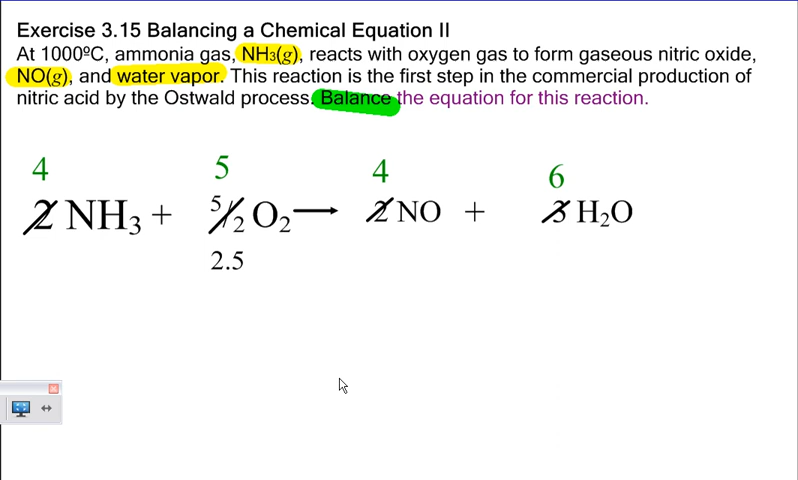 Exercise 3.15 Balancing a Chemical Equation II
At 1000ºC, ammonia gas, NH3(g), reacts with oxygen gas to form gaseous nitric oxide,
NO(g), and water vapor. This reaction is the first step in the commercial production of
nitric acid by the Ostwald process. Balance the equation for this reaction.
4 5 4 6
2 NH₃ + 5/2 O₂ → 2 NO + 3 H₂O
2.5